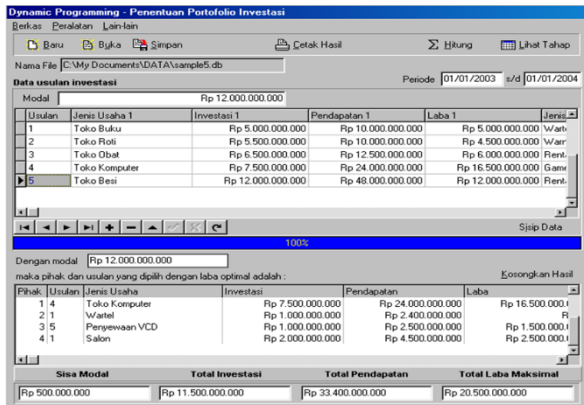 Dynamic Programming - Penentuan Portofolio Investasi
Berkas Peralatan Lain-lain
Baru Buka Simpan Cetak Hasil Σ Hitung Lihat Tahap
Nama File C:\My Documents\DATA\sample5.db
Data usulan investasi Periode 01/01/2003 s/d 01/01/2004
Modal Rp 12.000.000.000
Usulan Jenis Usaha 1 Investasi 1 Pendapatan 1 Laba 1 Jenis
1 Toko Buku Rp 5.000.000.000 Rp 10.000.000.000 Rp 5.000.000.000
2 Toko Roti Rp 5.500.000.000 Rp 10.000.000.000 Rp 4.500.000.000
3 Toko Obat Rp 6.500.000.000 Rp 12.500.000.000 Rp 6.000.000.000
4 Toko Komputer Rp 7.500.000.000 Rp 24.000.000.000 Rp 16.500.000.000
5 Toko Besi Rp 12.000.000.000 Rp 48.000.000.000 Rp 12.000.000.000
Sisip Data
100%
Dengan modal Rp 12.000.000.000
maka pihak dan usulan yang dipilih dengan laba optimal adalah : Kosongkan Hasil
Pihak Usulan Jenis Usaha Investasi Pendapatan Laba
1 4 Toko Komputer Rp 7.500.000.000 Rp 24.000.000.000 Rp 16.500.000.
2 1 Wartel Rp 1.000.000.000 Rp 2.400.000.000 R
3 5 Penyewaan VCD Rp 1.000.000.000 Rp 2.500.000.000 Rp 1.500.000.
4 1 Salon Rp 2.000.000.000 Rp 4.500.000.000 Rp 2.500.000.
Sisa Modal Total Investasi Total Pendapatan Total Laba Maksimal
Rp 500.000.000 Rp 11.500.000.000 Rp 33.400.000.000 Rp 20.500.000.000